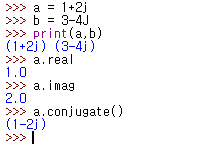 >>> a = 1+2j
>>> b = 3-4J
>>> print(a,b)
(1+2j) (3-4j)
>>> a.real
1.0
>>> a.imag
2.0
>>> a.conjugate()
(1-2j)
>>>